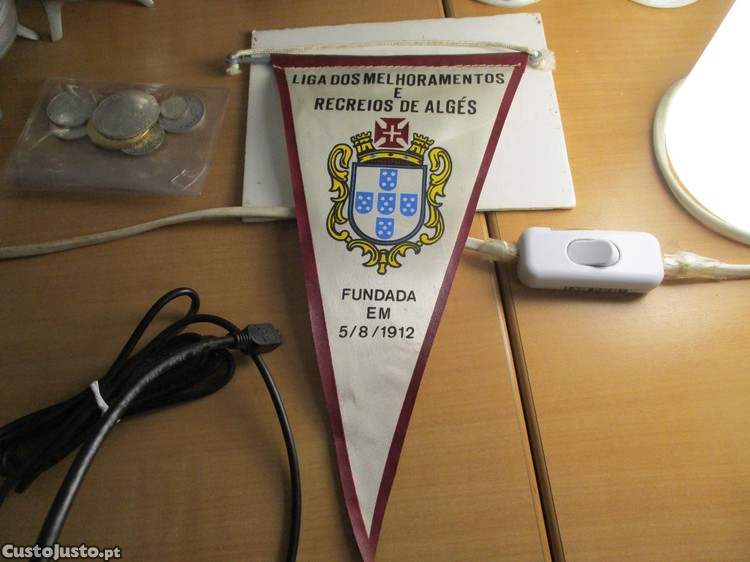 LIGA DOS MELHORAMENTOS
E
RECREIOS DE ALGÉS
FUNDADA
EM
5/8/1912
CustoJusto.pt